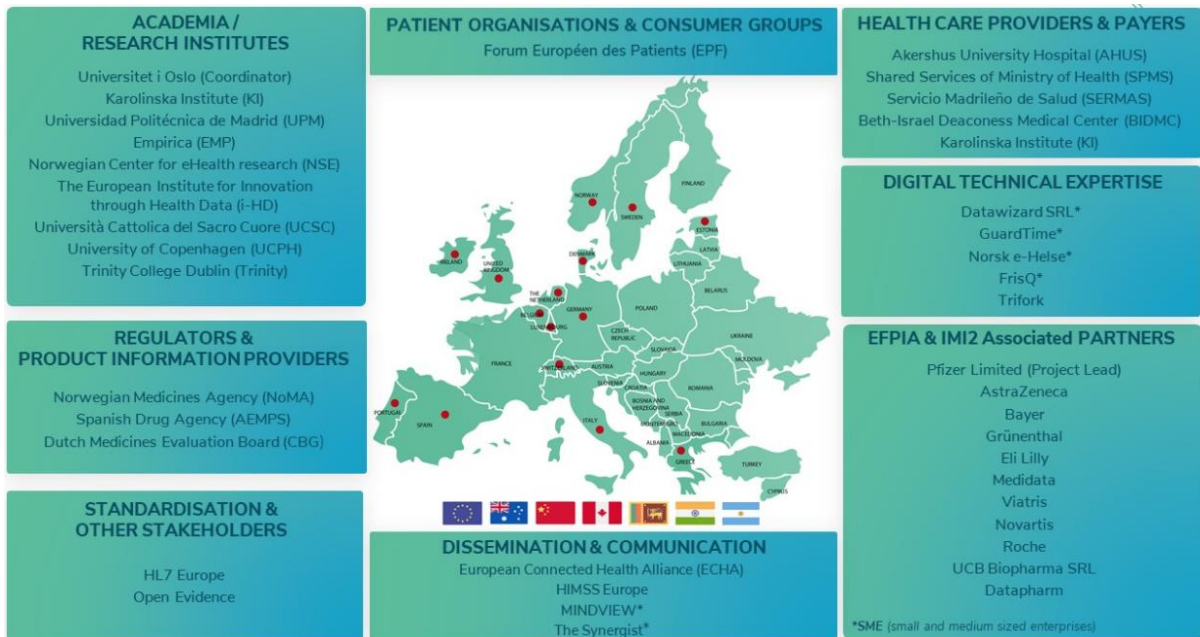 ACADEMIA /
RESEARCH INSTITUTES
Universitet i Oslo (Coordinator)
Karolinska Institute (KI)
Universidad Politécnica de Madrid (UPM)
Empirica (EMP)
Norwegian Center for eHealth research (NSE)
The European Institute for Innovation
through Health Data (i-HD)
Università Cattolica del Sacro Cuore (UCSC)
University of Copenhagen (UCPH)
Trinity College Dublin (Trinity)
REGULATORS &
PRODUCT INFORMATION PROVIDERS
Norwegian Medicines Agency (NoMA)
Spanish Drug Agency (AEMPS)
Dutch Medicines Evaluation Board (CBG)
STANDARDISATION &
OTHER STAKEHOLDERS
HL7 Europe
Open Evidence
PATIENT ORGANISATIONS & CONSUMER GROUPS
Forum Européen des Patients (EPF)
NORWAY
SWEDEN
FINLAND
ESTONIA
LATVIA
LITHUANIA
DENMARK
IRELAND
UNITED
KINGDOM
THE
NETHERLAND
BELGIUM
LUXEMBOURG
GERMANY
POLAND
BELARUS
CZECH
REPUBLIC
UKRAINE
SLOVAKIA
MOLDOVA
FRANCE
SWITZERLAND
AUSTRIA
HUNGARY
SLOVENIA
CROATIA
ROMANIA
BOSNIA AND
HERZEGOVINA
SERBIA
MONTENEGRO
BULGARIA
MACEDONIA
ALBANIA
ITALY
PORTUGAL
SPAIN
GREECE
TURKEY
CYPRUS
DISSEMINATION & COMMUNICATION
European Connected Health Alliance (ECHA)
HIMSS Europe
MINDVIEW*
The Synergist*
HEALTH CARE PROVIDERS & PAYERS
Akershus University Hospital (AHUS)
Shared Services of Ministry of Health (SPMS)
Servicio Madrileño de Salud (SERMAS)
Beth-Israel Deaconess Medical Center (BIDMC)
Karolinska Institute (KI)
DIGITAL TECHNICAL EXPERTISE
Datawizard SRL*
GuardTime*
Norsk e-Helse*
FrisQ*
Trifork
EFPIA & IMI2 Associated PARTNERS
Pfizer Limited (Project Lead)
AstraZeneca
Bayer
Grünenthal
Eli Lilly
Medidata
Viatris
Novartis
Roche
UCB Biopharma SRL
Datapharm
*SME (small and medium sized enterprises)